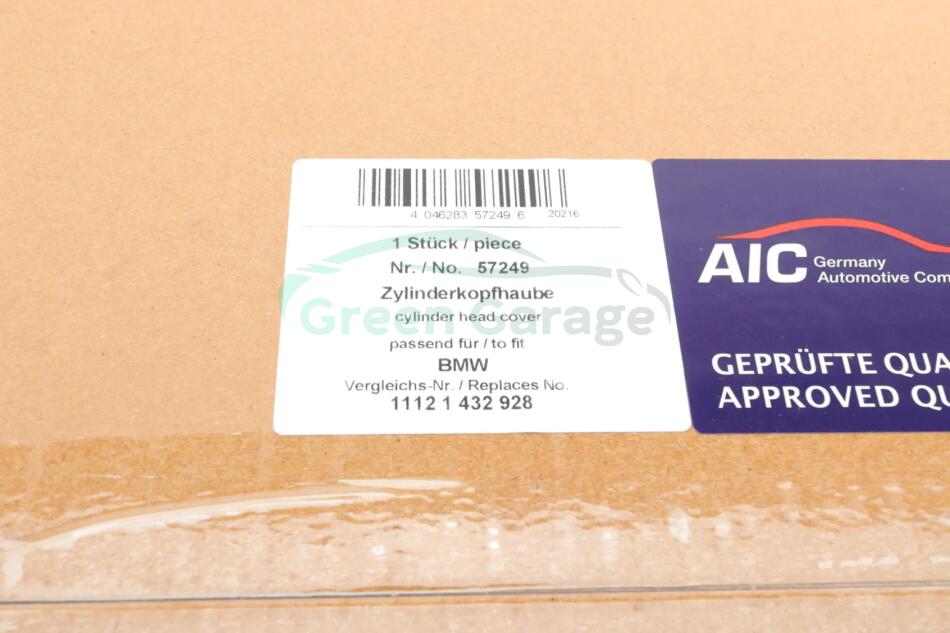 4 046283 57249 6 20216
1 Stück / piece
Nr. / No. 57249
Zylinderkopfhaube
cylinder head cover
passend für / to fit
BMW
Vergleichs-Nr. / Replaces No.
1112 1 432 928
Green Garage
AIC Germany
Automotive Com
GEPRÜFTE QUA
APPROVED QU